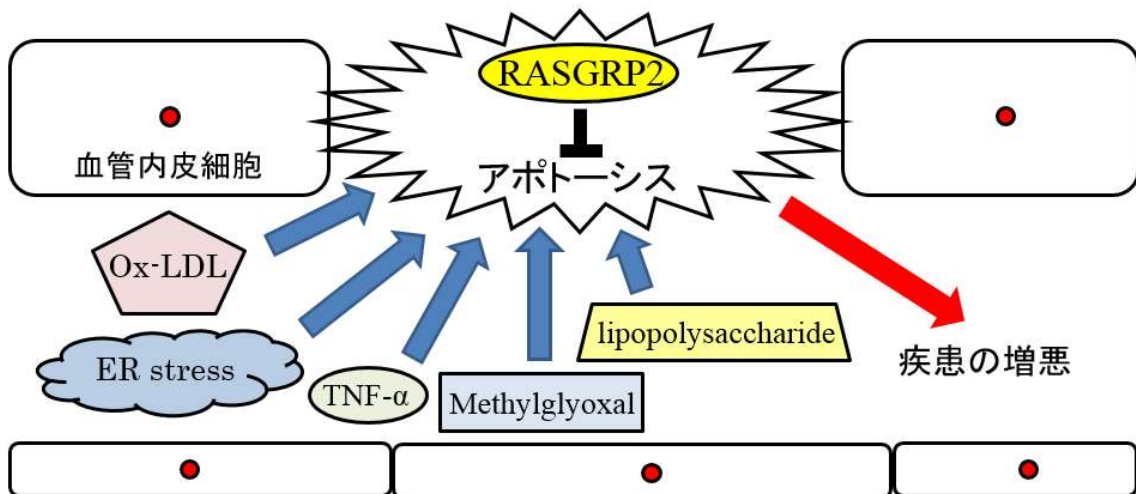 RASGRP2
アポトーシス
血管内皮細胞
Ox-LDL
ER stress
TNF-α
Methylglyoxal
lipopolysaccharide
疾患の増悪